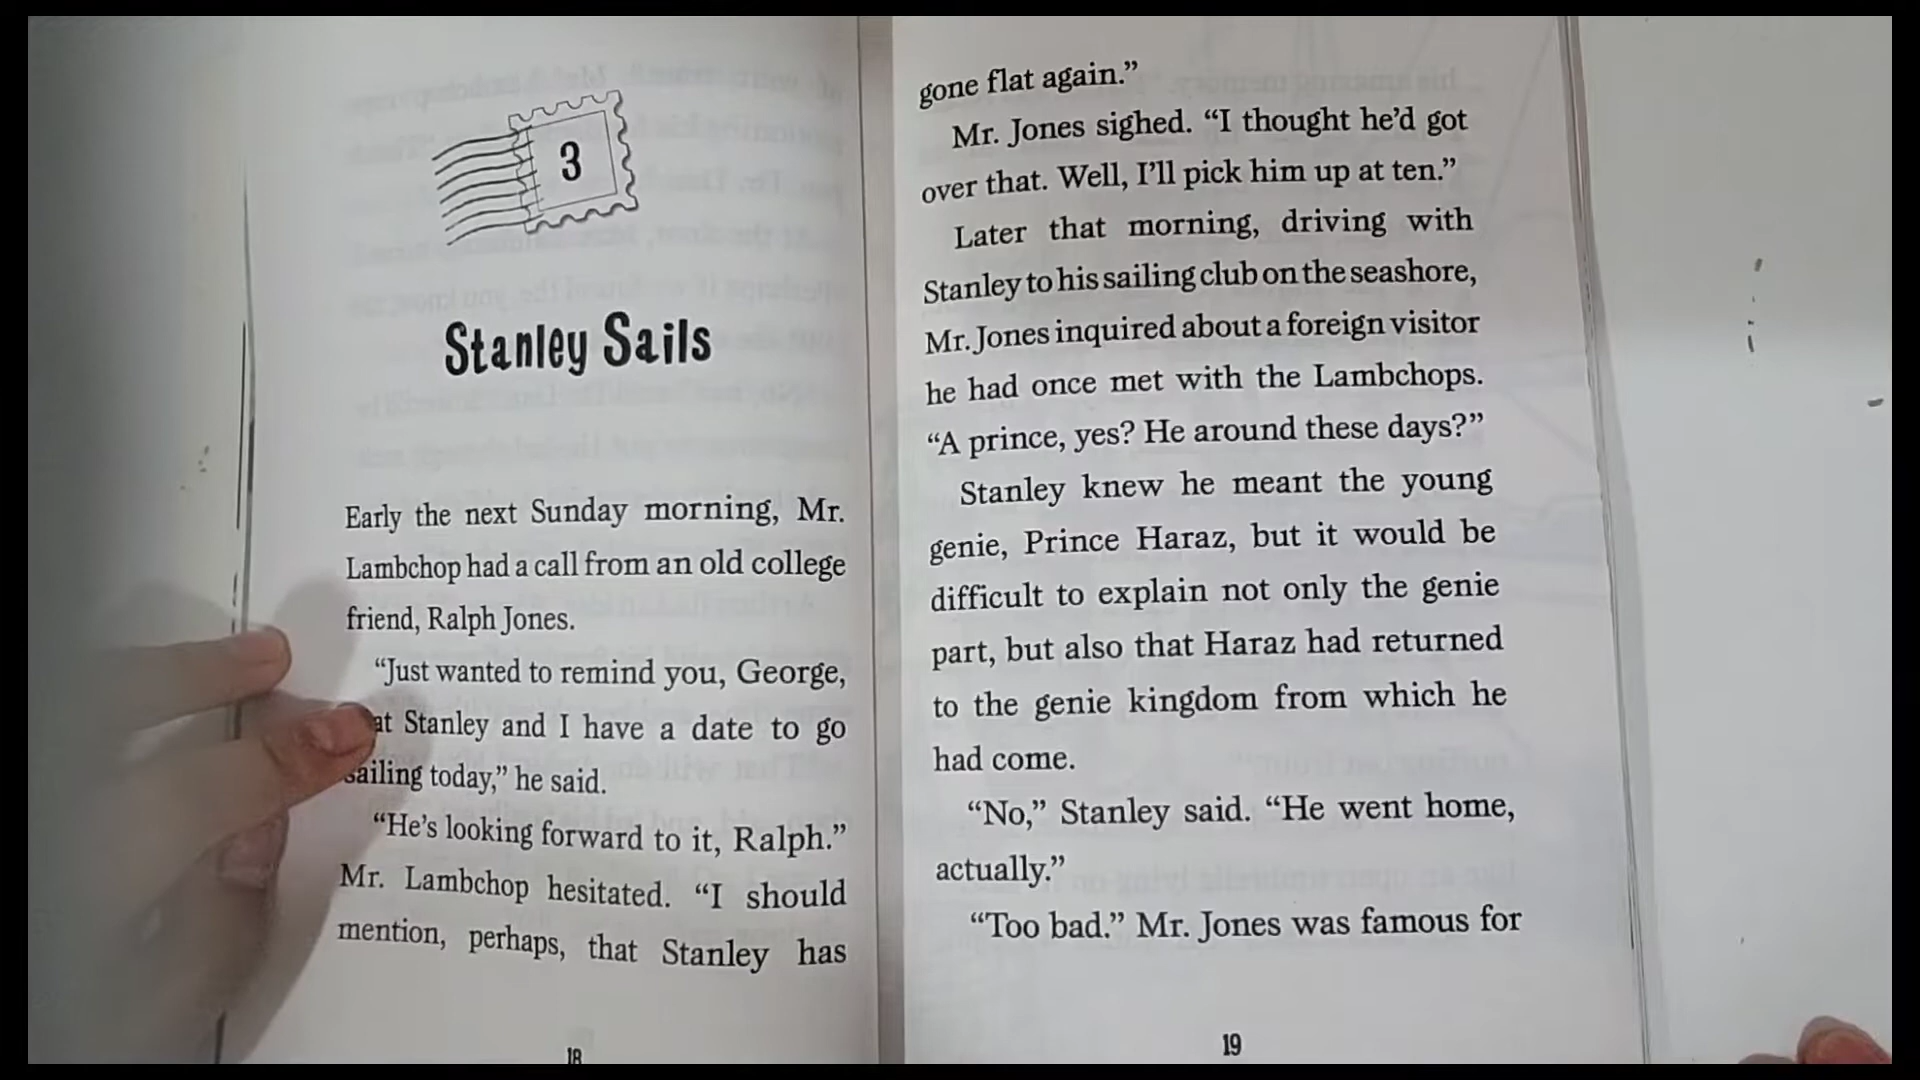 3
Stanley Sails
Early the next Sunday morning, Mr.
Lambchop had a call from an old college
friend, Ralph Jones.
“Just wanted to remind you, George,
at Stanley and I have a date to go
sailing today,” he said.
“He’s looking forward to it, Ralph.”
Mr. Lambchop hesitated. “I should
mention, perhaps, that Stanley has
18
gone flat again.”
Mr. Jones sighed. “I thought he’d got
over that. Well, I’ll pick him up at ten.”
Later that morning, driving with
Stanley to his sailing club on the seashore,
Mr. Jones inquired about a foreign visitor
he had once met with the Lambchops.
“A prince, yes? He around these days?”
Stanley knew he meant the young
genie, Prince Haraz, but it would be
difficult to explain not only the genie
part, but also that Haraz had returned
to the genie kingdom from which he
had come.
“No,” Stanley said. “He went home,
actually.”
“Too bad.” Mr. Jones was famous for
19